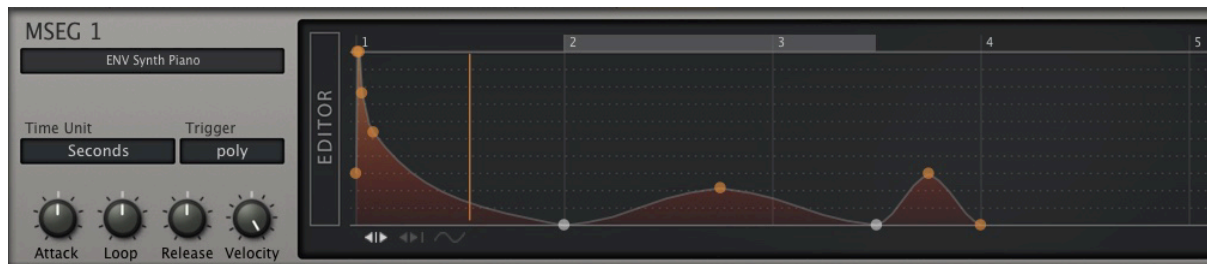 MSEG 1
ENV Synth Piano
Time Unit
Trigger
Seconds
poly
Attack
Loop
Release
Velocity
EDITOR
1
2
3
4
5